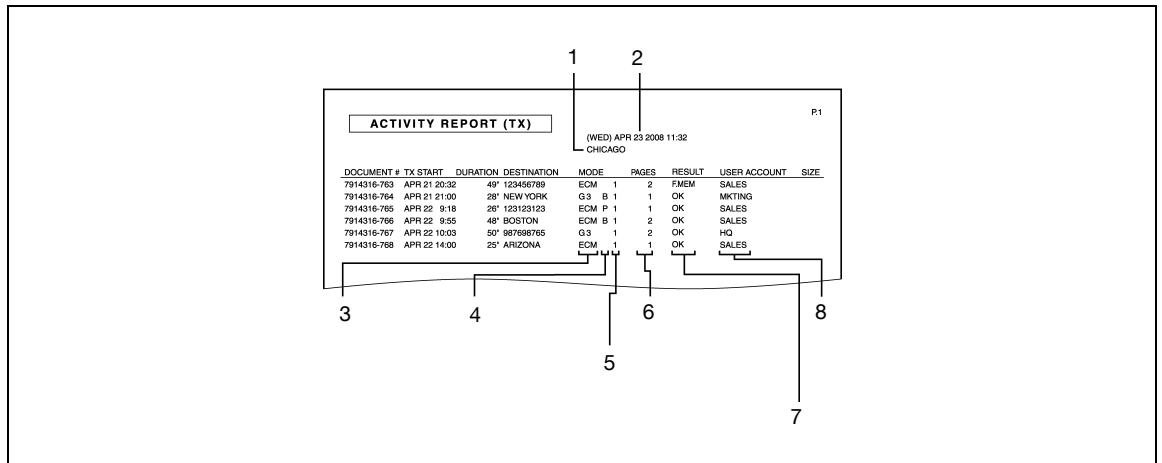 1 2
P.1
ACTIVITY REPORT (TX)
(WED) APR 23 2008 11:32
CHICAGO
DOCUMENT # TX START DURATION DESTINATION MODE PAGES RESULT USER ACCOUNT SIZE
7914316-763 APR 21 20:32 49" 123456789 ECM 1 2 F.MEM SALES
7914316-764 APR 21 21:00 28" NEW YORK G3 B 1 1 OK MKTING
7914316-765 APR 22 9:18 26" 123123123 ECM P 1 1 OK SALES
7914316-766 APR 22 9:55 48" BOSTON ECM B 1 2 OK SALES
7914316-767 APR 22 10:03 50" 987698765 G3 1 2 OK HQ
7914316-768 APR 22 14:00 25" ARIZONA ECM 1 1 OK SALES
3 4 6 8
5
7